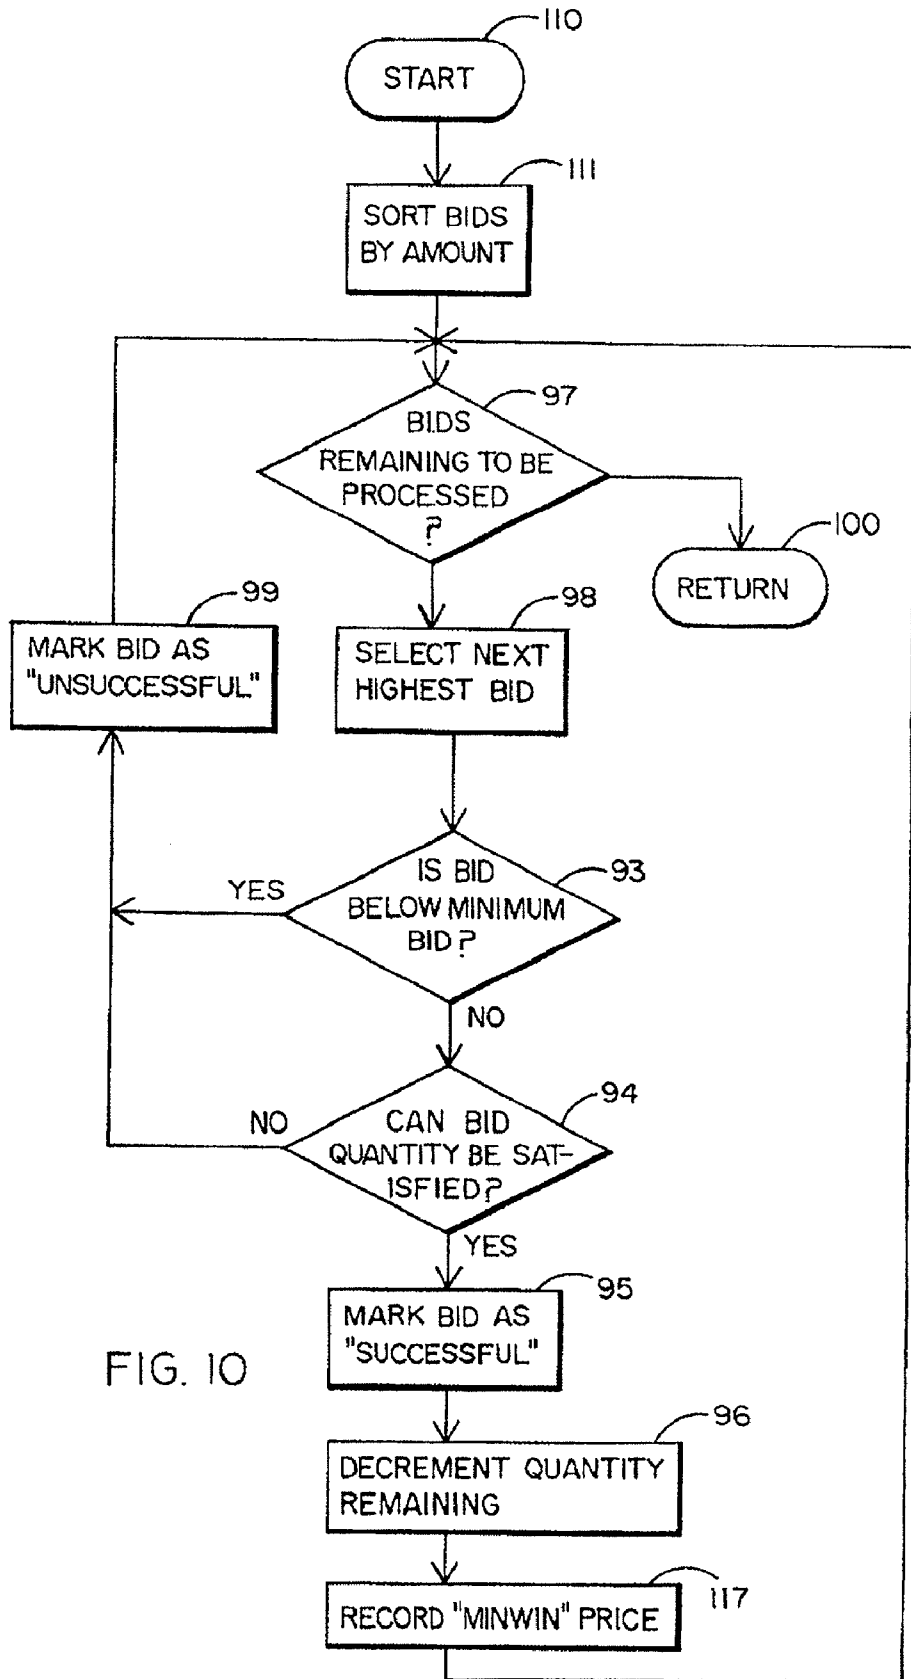 110
START
111
SORT BIDS
BY AMOUNT
97
BIDS
REMAINING TO BE
PROCESSED
?
100
RETURN
99
MARK BID AS
"UNSUCCESSFUL"
98
SELECT NEXT
HIGHEST BID
93
IS BID
BELOW MINIMUM
BID?
YES
NO
94
CAN BID
QUANTITY BE SAT-
ISFIED?
NO
YES
95
MARK BID AS
"SUCCESSFUL"
FIG. 10
96
DECREMENT QUANTITY
REMAINING
117
RECORD "MINWIN" PRICE